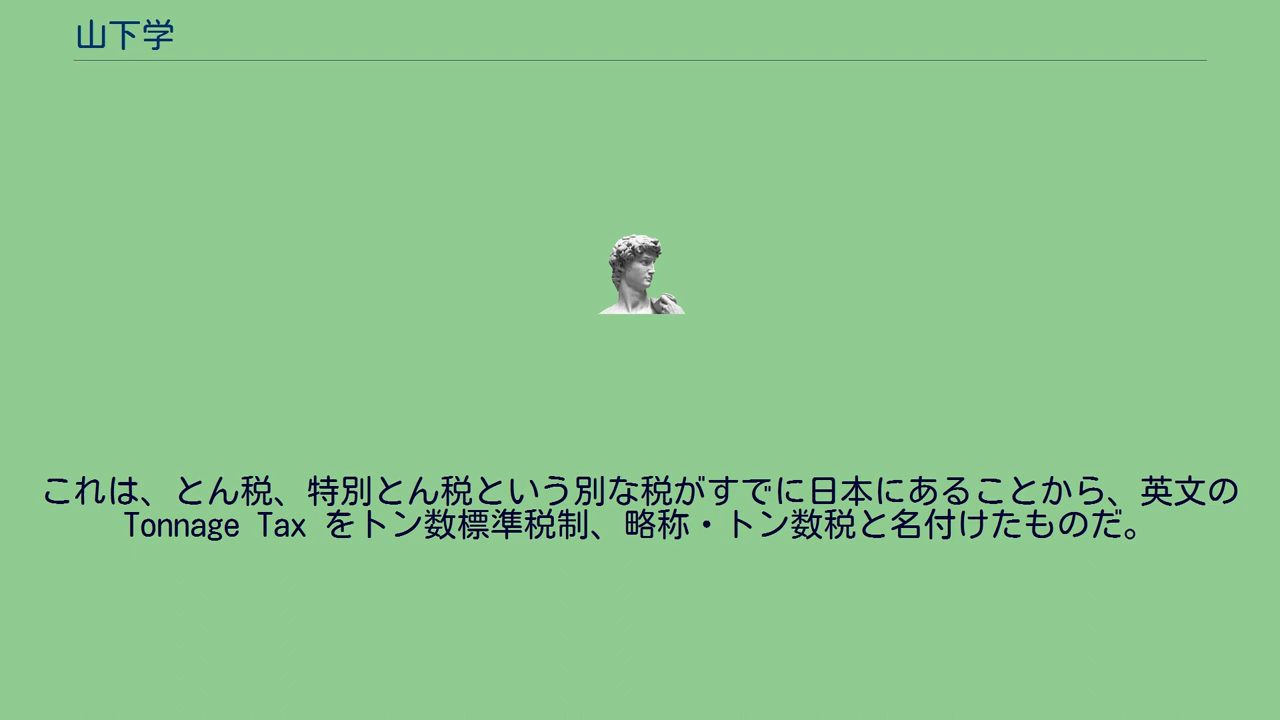 山下学
これは、とん税、特別とん税という別な税がすでに日本にあることから、英文の
Tonnage Tax をトン数標準税制、略称・トン数税と名付けたものだ。